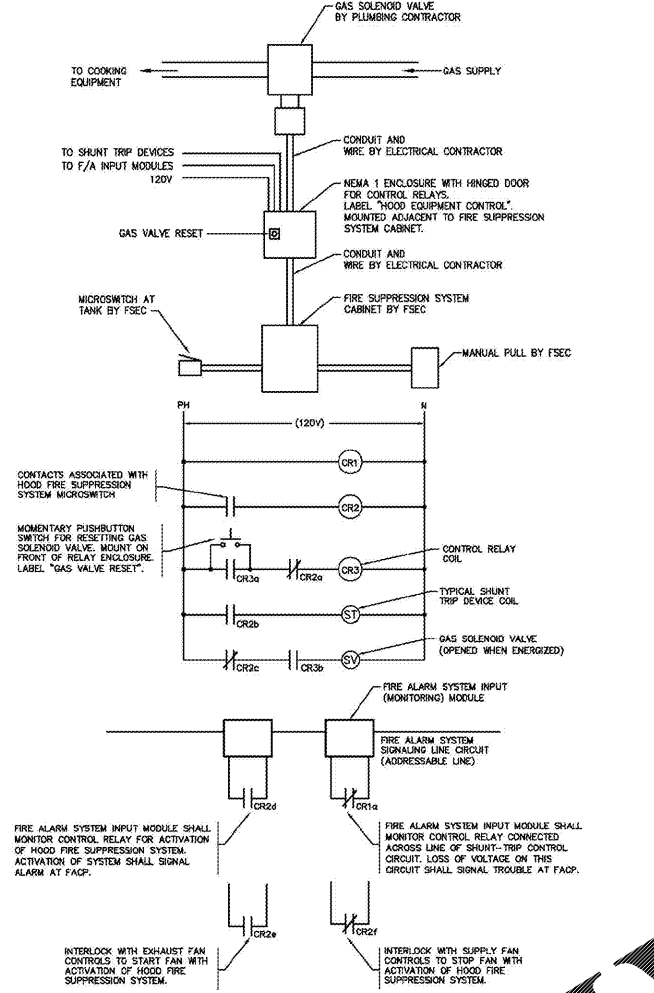 GAS SOLENOID VALVE
BY PLUMBING CONTRACTOR
TO COOKING
EQUIPMENT
GAS SUPPLY
CONDUIT AND
WIRE BY ELECTRICAL CONTRACTOR
TO SHUNT TRIP DEVICES
TO F/A INPUT MODULES
120V
NEMA 1 ENCLOSURE WITH HINGED DOOR
FOR CONTROL RELAYS.
LABEL "HOOD EQUIPMENT CONTROL".
MOUNTED ADJACENT TO FIRE SUPPRESSION
SYSTEM CABINET.
GAS VALVE RESET
CONDUIT AND
WIRE BY ELECTRICAL CONTRACTOR
MICROSWITCH AT
TANK BY FSEC
FIRE SUPPRESSION SYSTEM
CABINET BY FSEC
MANUAL PULL BY FSEC
PH
N
(120V)
CR1
CONTACTS ASSOCIATED WITH
HOOD FIRE SUPPRESSION
SYSTEM MICROSWITCH
CR2
MOMENTARY PUSHBUTTON
SWITCH FOR RESETTING GAS
SOLENOID VALVE. MOUNT ON
FRONT OF RELAY ENCLOSURE.
LABEL "GAS VALVE RESET".
CR3a
CR2a
CR3
CONTROL RELAY
COIL
CR2b
ST
TYPICAL SHUNT
TRIP DEVICE COIL
CR2c
CR3b
SV
GAS SOLENOID VALVE
(OPENED WHEN ENERGIZED)
FIRE ALARM SYSTEM INPUT
(MONITORING) MODULE
FIRE ALARM SYSTEM
SIGNALING LINE CIRCUIT
(ADDRESSABLE LINE)
CR2d
CR1a
FIRE ALARM SYSTEM INPUT MODULE SHALL
MONITOR CONTROL RELAY FOR ACTIVATION
OF HOOD FIRE SUPPRESSION SYSTEM.
ACTIVATION OF SYSTEM SHALL SIGNAL
ALARM AT FACP.
FIRE ALARM SYSTEM INPUT MODULE SHALL
MONITOR CONTROL RELAY CONNECTED
ACROSS LINE OF SHUNT-TRIP CONTROL
CIRCUIT. LOSS OF VOLTAGE ON THIS
CIRCUIT SHALL SIGNAL TROUBLE AT FACP.
CR2e
CR2f
INTERLOCK WITH EXHAUST FAN
CONTROLS TO START FAN WITH
ACTIVATION OF HOOD FIRE
SUPPRESSION SYSTEM.
INTERLOCK WITH SUPPLY FAN
CONTROLS TO STOP FAN WITH
ACTIVATION OF HOOD FIRE
SUPPRESSION SYSTEM.